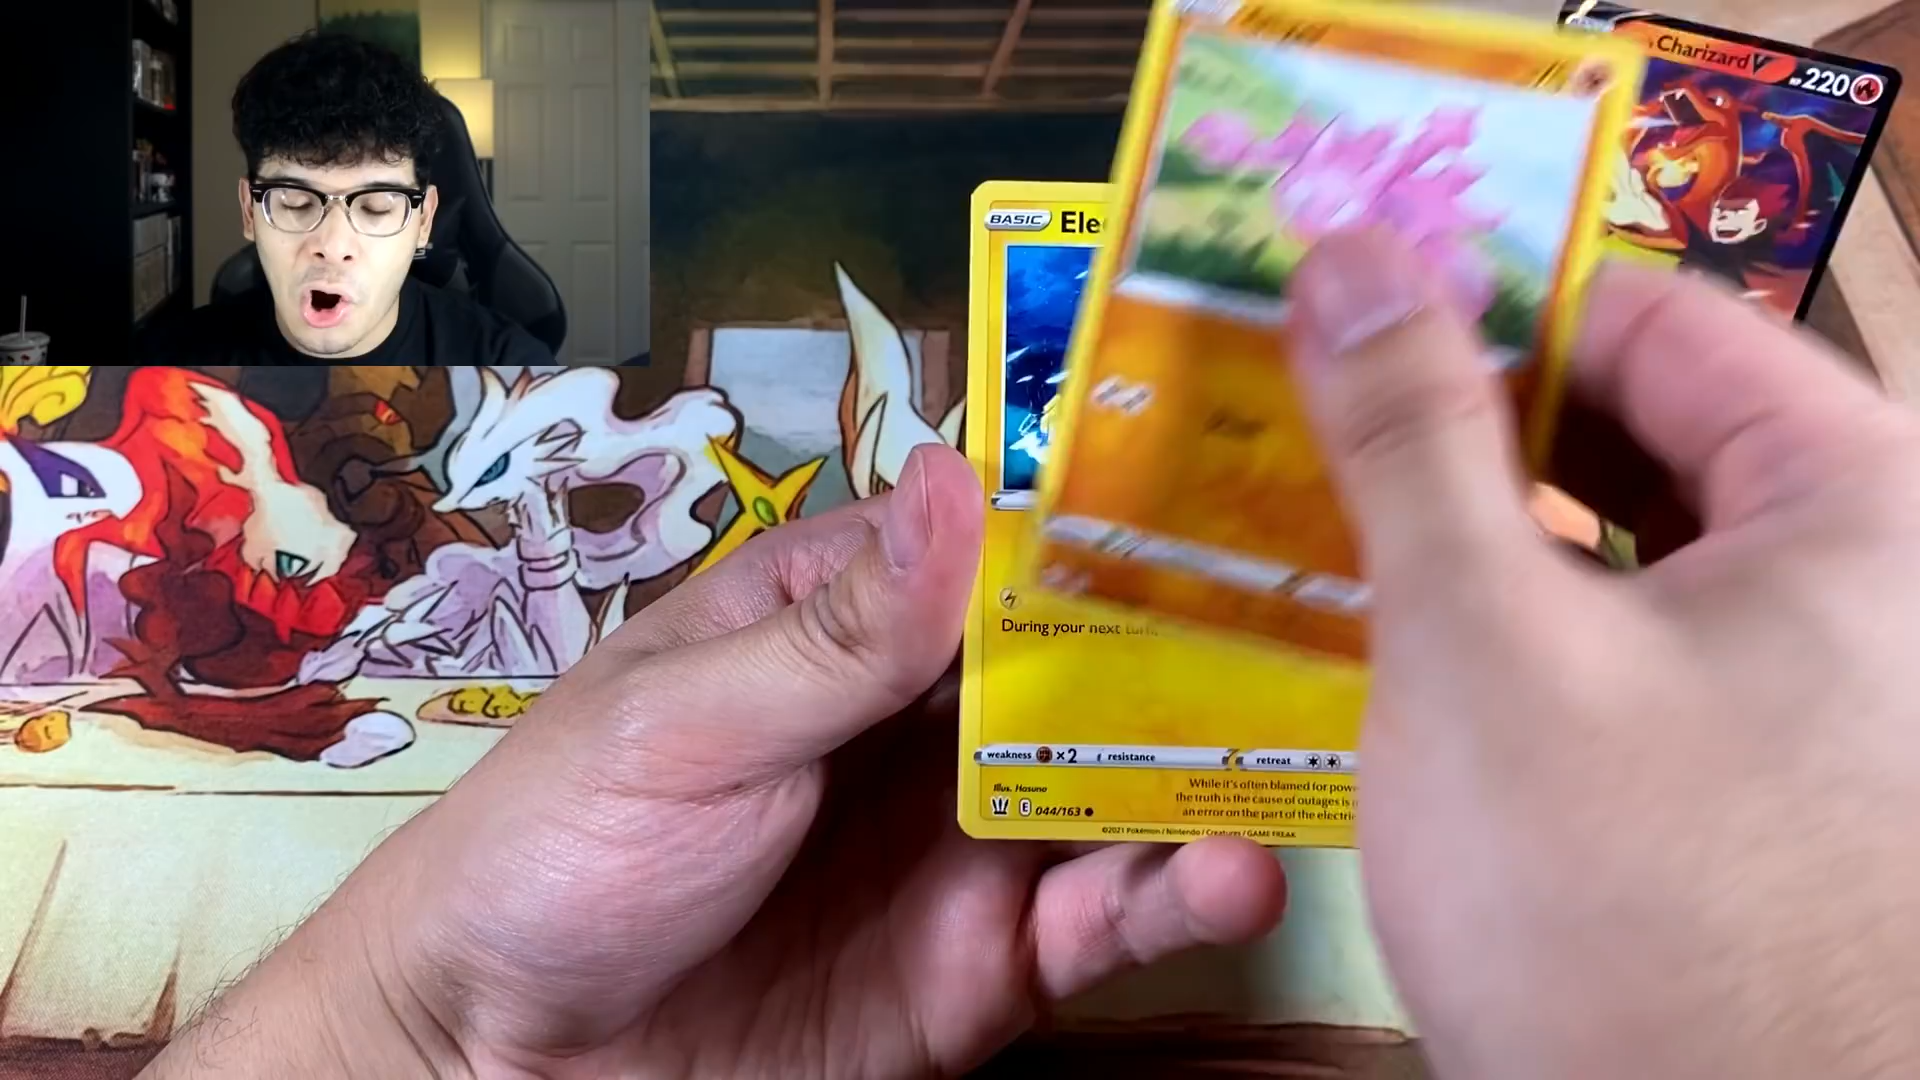 Charizard V
HP 220
BASIC Ele
During your next turn,
weakness ×2 resistance retreat
Illus. Hasuno
E 044/163
While it's often blamed for pow
the truth is the cause of outages is
an error on the part of the electri
©2021 Pokémon / Nintendo / Creatures / GAME FREAK